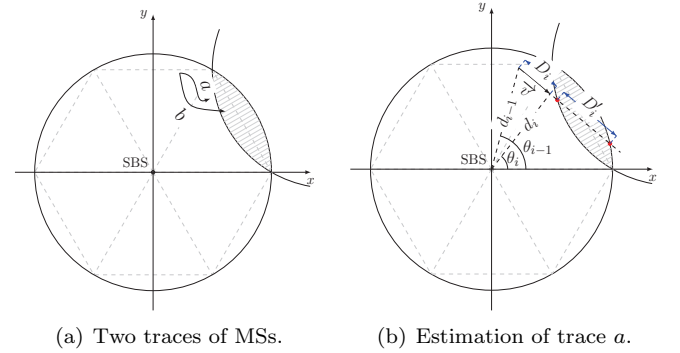 y
a
b
SBS
x
(a) Two traces of MSs.
y
D_i
v⃗
D'_i
d_{i−1}
d_i
SBS
θ_i
θ_{i−1}
x
(b) Estimation of trace a.